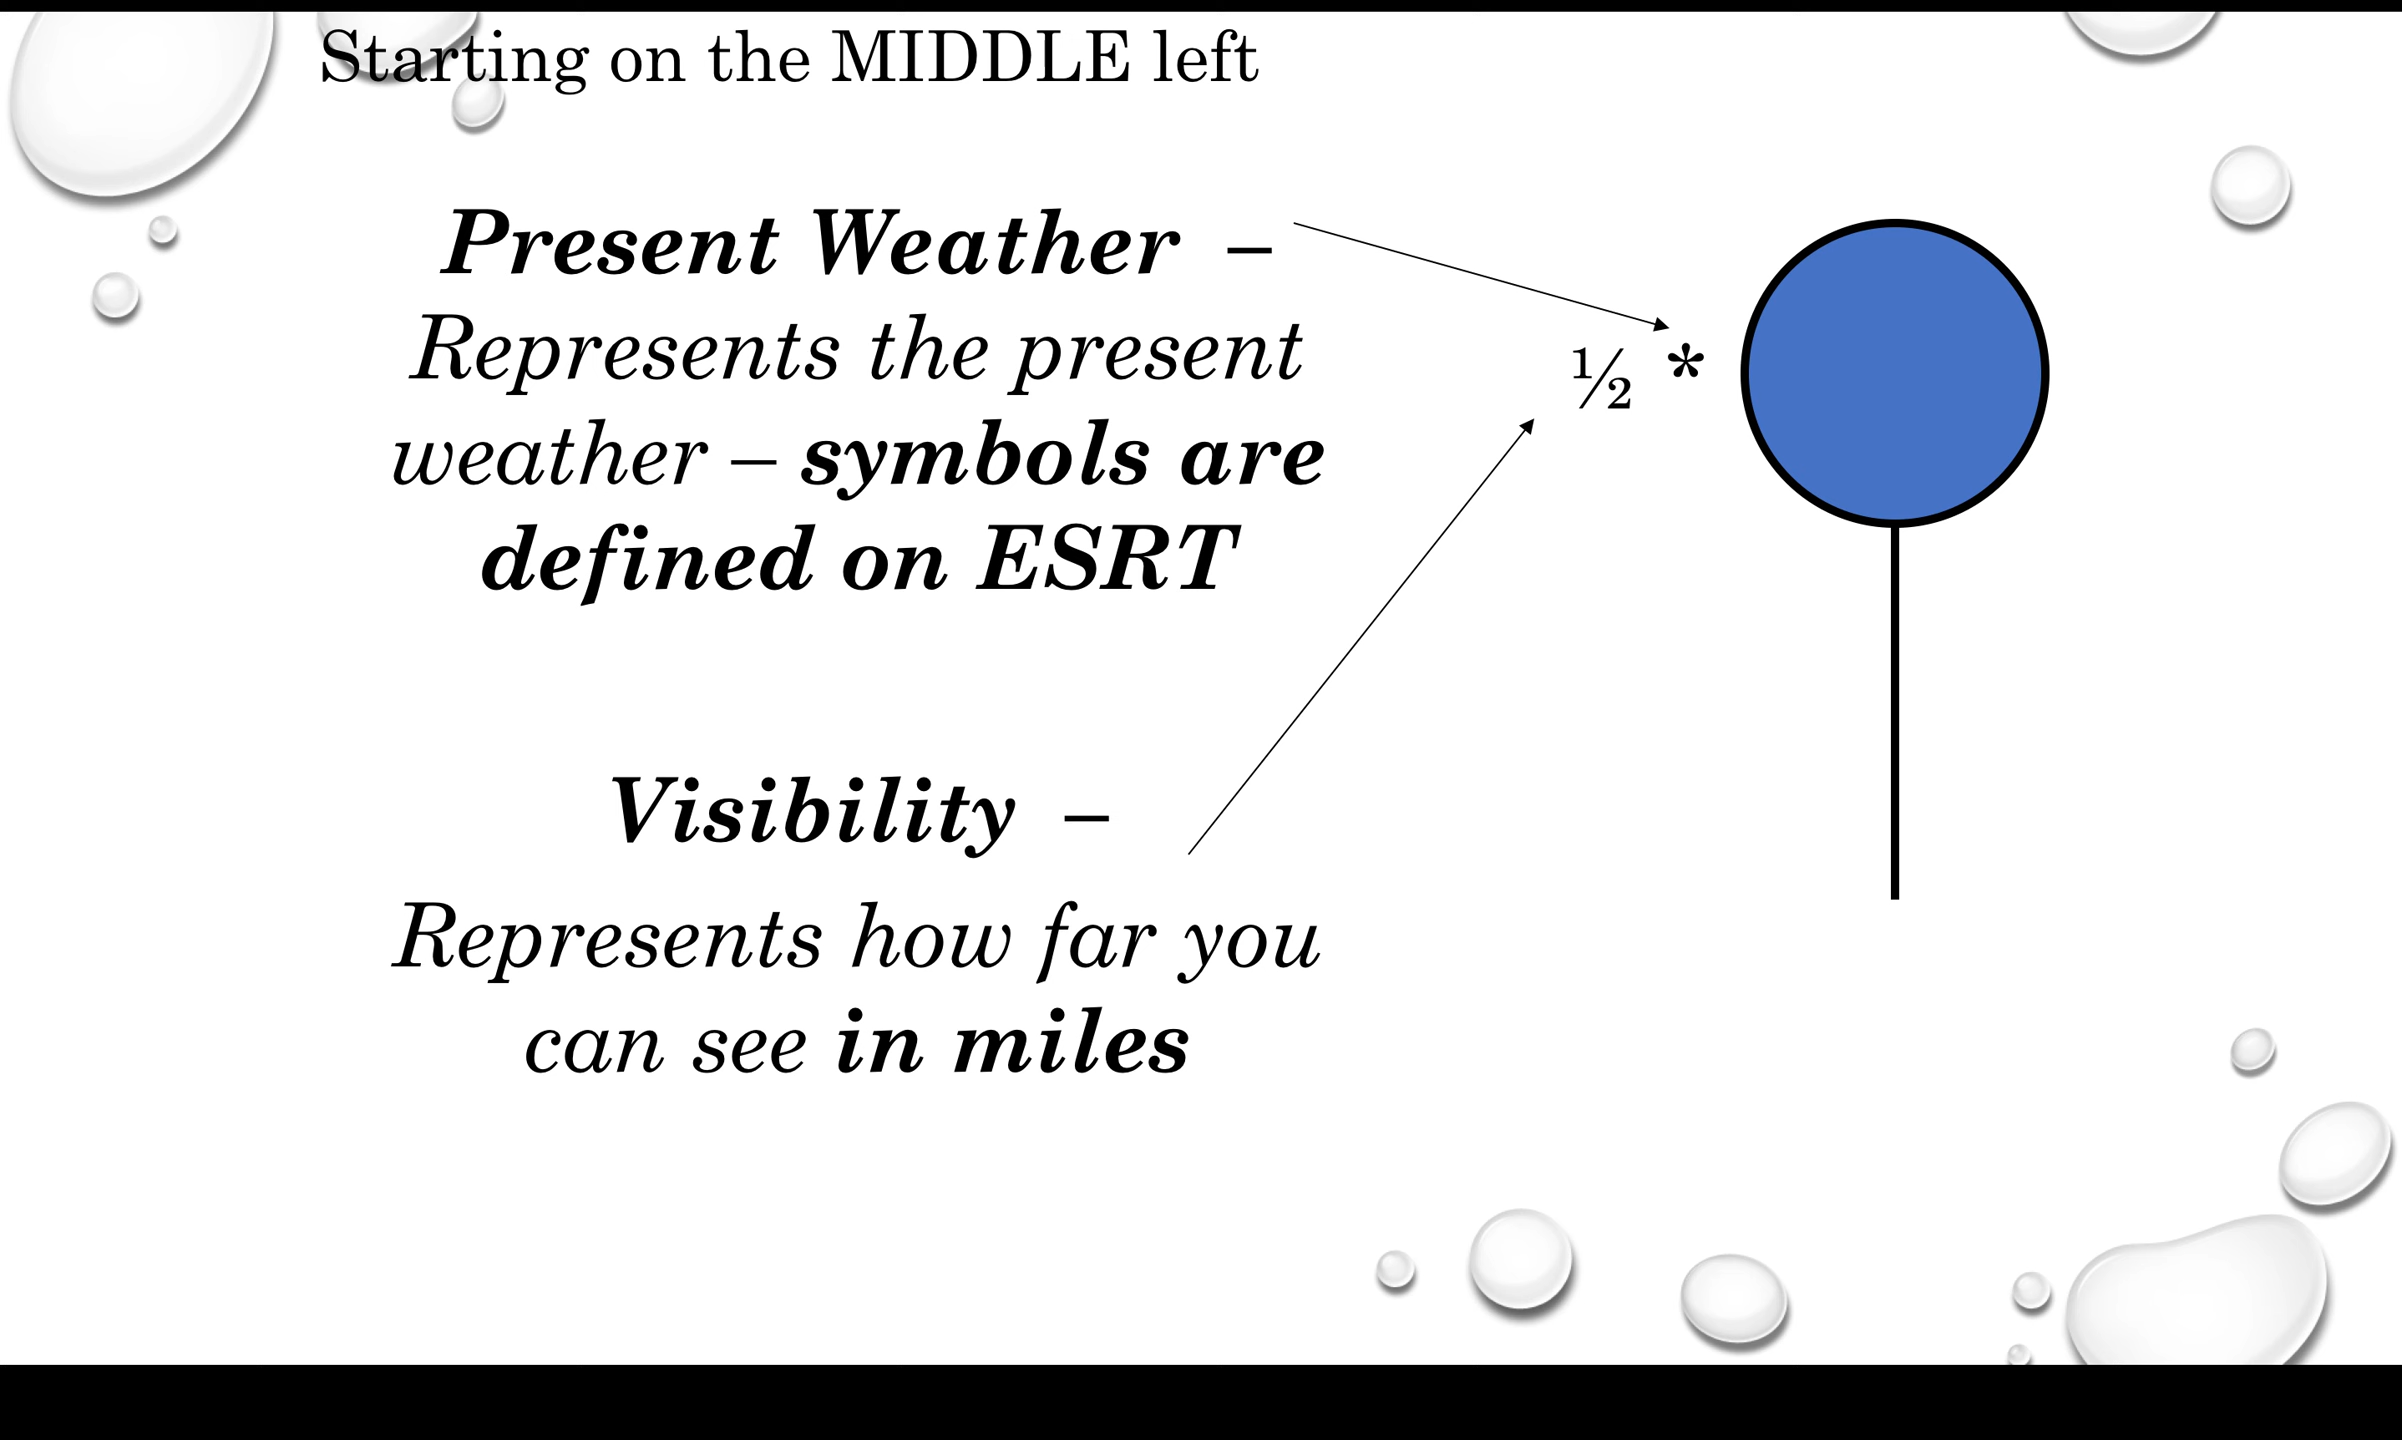 Starting on the MIDDLE left
Present Weather –
Represents the present
weather – symbols are
defined on ESRT
½ *
Visibility –
Represents how far you
can see in miles